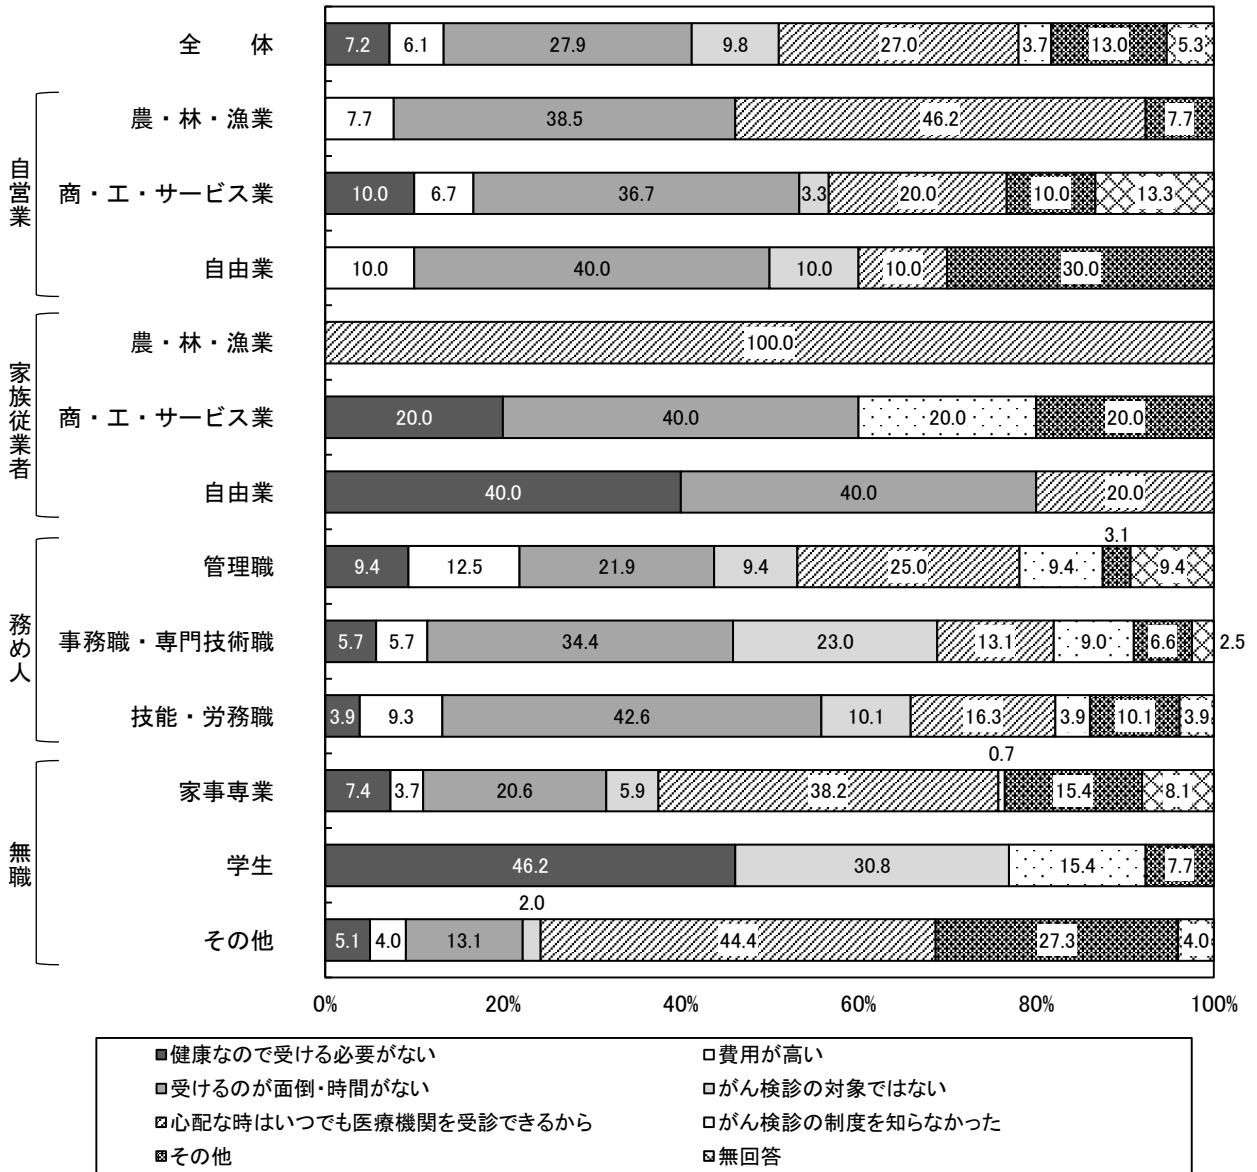 全　体 7.2 6.1 27.9 9.8 27.0 3.7 13.0 5.3
自営業
農・林・漁業 7.7 38.5 46.2 7.7
商・工・サービス業 10.0 6.7 36.7 3.3 20.0 10.0 13.3
自由業 10.0 40.0 10.0 10.0 30.0
家族従業者
農・林・漁業 100.0
商・工・サービス業 20.0 40.0 20.0 20.0
自由業 40.0 40.0 20.0
務め人
3.1
管理職 9.4 12.5 21.9 9.4 25.0 9.4 9.4
事務職・専門技術職 5.7 5.7 34.4 23.0 13.1 9.0 6.6 2.5
技能・労務職 3.9 9.3 42.6 10.1 16.3 3.9 10.1 3.9
無職
0.7
家事専業 7.4 3.7 20.6 5.9 38.2 15.4 8.1
学生 46.2 30.8 15.4 7.7
2.0
その他 5.1 4.0 13.1 44.4 27.3 4.0
0% 20% 40% 60% 80% 100%
健康なので受ける必要がない 費用が高い
受けるのが面倒・時間がない がん検診の対象ではない
心配な時はいつでも医療機関を受診できるから がん検診の制度を知らなかった
その他 無回答